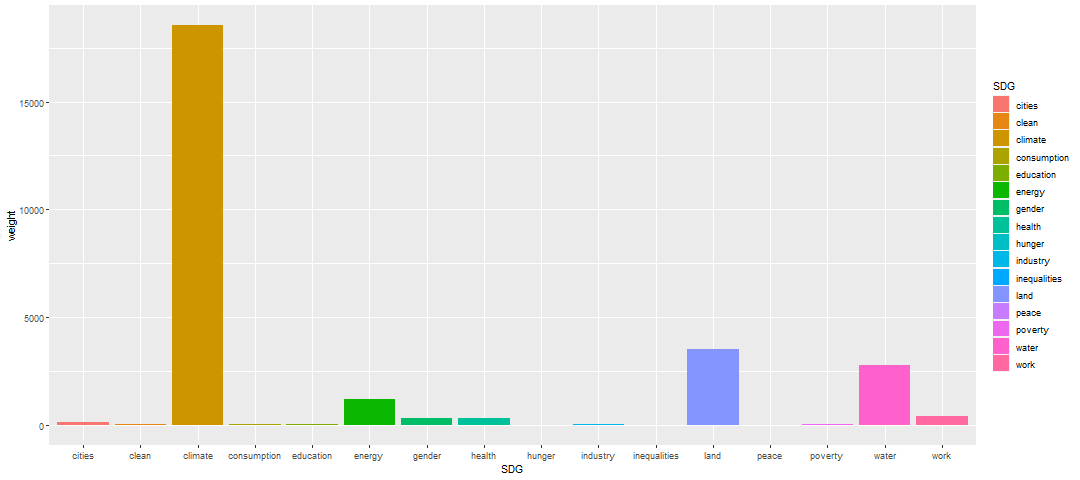 weight
15000
10000
5000
0
cities clean climate consumption education energy gender health hunger industry inequalities land peace poverty water work
SDG
SDG
cities
clean
climate
consumption
education
energy
gender
health
hunger
industry
inequalities
land
peace
poverty
water
work